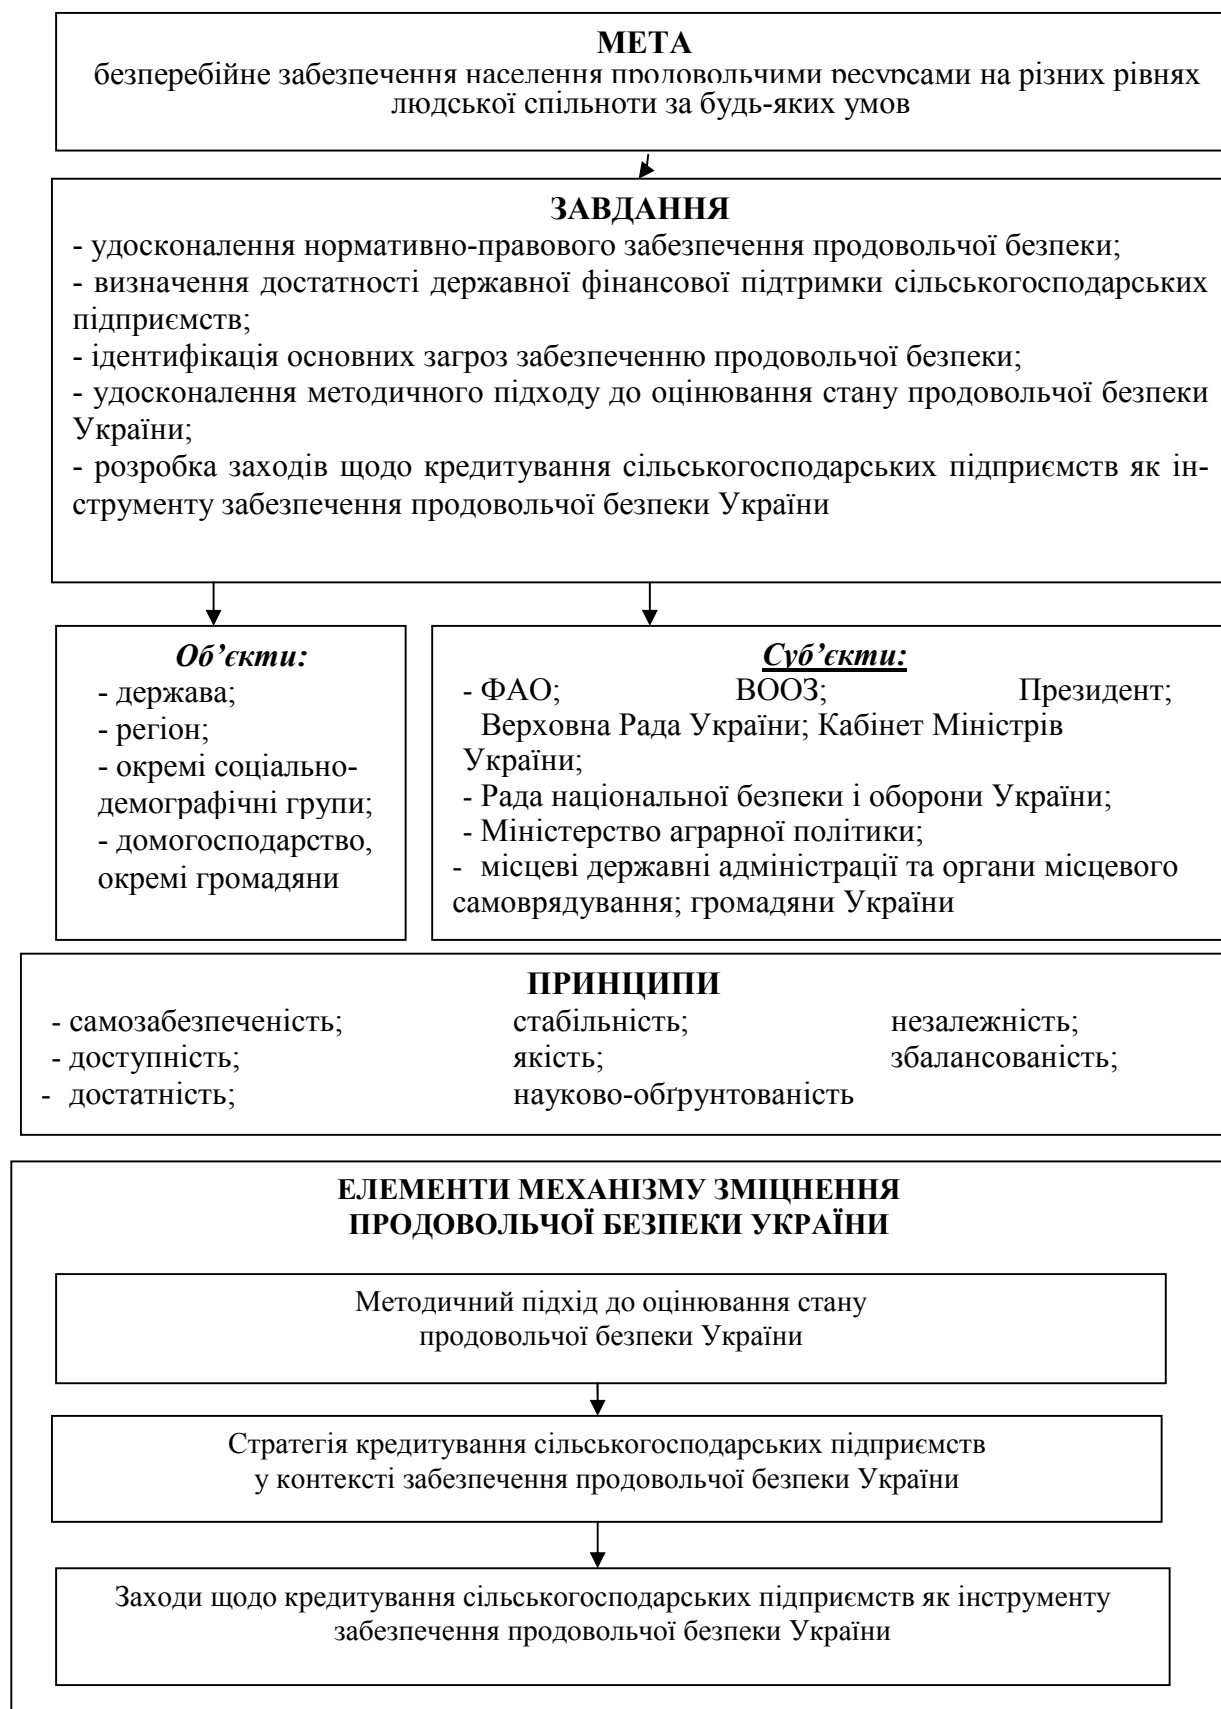 МЕТА
безперебійне забезпечення населення продовольчими ресурсами на різних рівнях
людської спільноти за будь-яких умов
ЗАВДАННЯ
- удосконалення нормативно-правового забезпечення продовольчої безпеки;
- визначення достатності державної фінансової підтримки сільськогосподарських
підприємств;
- ідентифікація основних загроз забезпеченню продовольчої безпеки;
- удосконалення методичного підходу до оцінювання стану продовольчої безпеки
України;
- розробка заходів щодо кредитування сільськогосподарських підприємств як ін-
струменту забезпечення продовольчої безпеки України
Об’єкти:
- держава;
- регіон;
- окремі соціально-
демографічні групи;
- домогосподарство,
окремі громадяни
Суб’єкти:
- ФАО; ВООЗ; Президент;
Верховна Рада України; Кабінет Міністрів
України;
- Рада національної безпеки і оборони України;
- Міністерство аграрної політики;
- місцеві державні адміністрації та органи місцевого
самоврядування; громадяни України
ПРИНЦИПИ
- самозабезпеченість; стабільність; незалежність;
- доступність; якість; збалансованість;
- достатність; науково-обґрунтованість
ЕЛЕМЕНТИ МЕХАНІЗМУ ЗМІЦНЕННЯ
ПРОДОВОЛЬЧОЇ БЕЗПЕКИ УКРАЇНИ
Методичний підхід до оцінювання стану
продовольчої безпеки України
Стратегія кредитування сільськогосподарських підприємств
у контексті забезпечення продовольчої безпеки України
Заходи щодо кредитування сільськогосподарських підприємств як інструменту
забезпечення продовольчої безпеки України